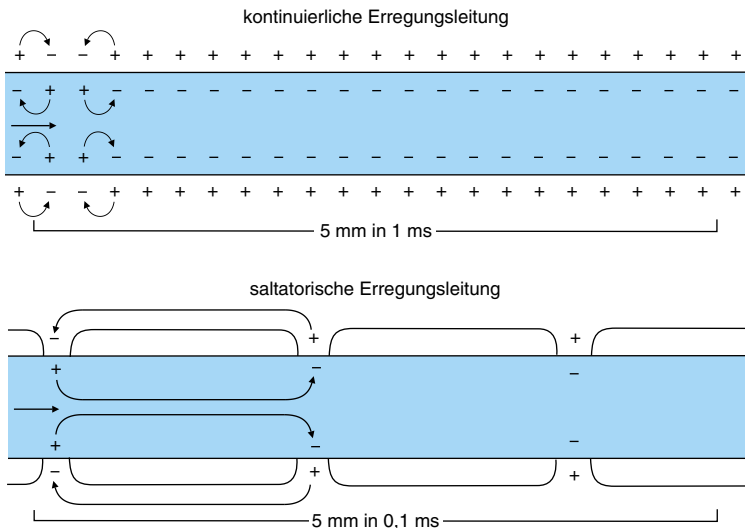 kontinuierliche Erregungsleitung
+ − − + + + + + + + + + + + + + + + + + + + +
− + + − − − − − − − − − − − − − − − − − − − −
− + + − − − − − − − − − − − − − − − − − − − −
+ − − + + + + + + + + + + + + + + + + + + + +
5 mm in 1 ms
saltatorische Erregungsleitung
− + +
+ − −
+ − −
− + +
5 mm in 0,1 ms